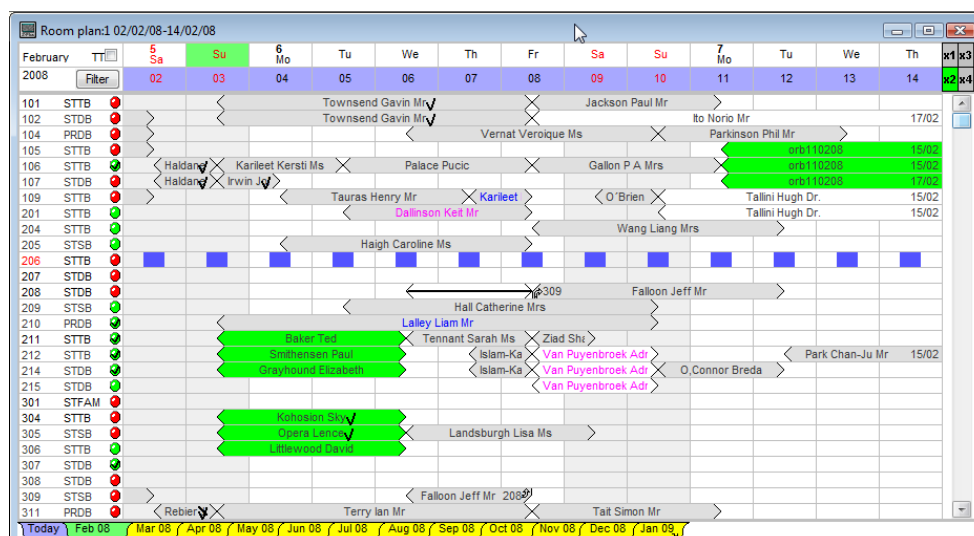 Room plan:1 02/02/08-14/02/08
February TT 5 Sa Su 6 Mo Tu We Th Fr Sa Su 7 Mo Tu We Th x1 x3
2008 Filter 02 03 04 05 06 07 08 09 10 11 12 13 14 x2 x4
101 STTB Townsend Gavin Mr Jackson Paul Mr
102 STDB Townsend Gavin Mr Ito Norio Mr 17/02
104 PRDB Vernat Veroique Ms Parkinson Phil Mr
105 STTB orb110208 15/02
106 STTB Haldane Karileet Kersti Ms Palace Pucic Gallon P A Mrs orb110208 15/02
107 STDB Haldane Irwin orb110208 17/02
109 STTB Tauras Henry Mr Karileet O´Brien Tallini Hugh Dr. 15/02
201 STTB Dallinson Keit Mr Tallini Hugh Dr. 15/02
204 STTB Wang Liang Mrs
205 STSB Haigh Caroline Ms
206 STTB
207 STDB
208 STDB 309 Falloon Jeff Mr
209 STSB Hall Catherine Mrs
210 PRDB Lalley Liam Mr
211 STTB Baker Ted Tennant Sarah Ms Ziad Sha
212 STTB Smithensen Paul Islam-Ka Van Puyenbroek Adr Park Chan-Ju Mr 15/02
214 STDB Grayhound Elizabeth Islam-Ka Van Puyenbroek Adr O,Connor Breda
215 STDB Van Puyenbroek Adr
301 STFAM
304 STTB Kohosion Sky
305 STSB Opera Lence Landsburgh Lisa Ms
306 STTB Littlewood David
307 STDB
308 STDB
309 STSB Falloon Jeff Mr 208
311 PRDB Rebier Terry Ian Mr Tait Simon Mr
Today Feb 08 Mar 08 Apr 08 May 08 Jun 08 Jul 08 Aug 08 Sep 08 Oct 08 Nov 08 Dec 08 Jan 09